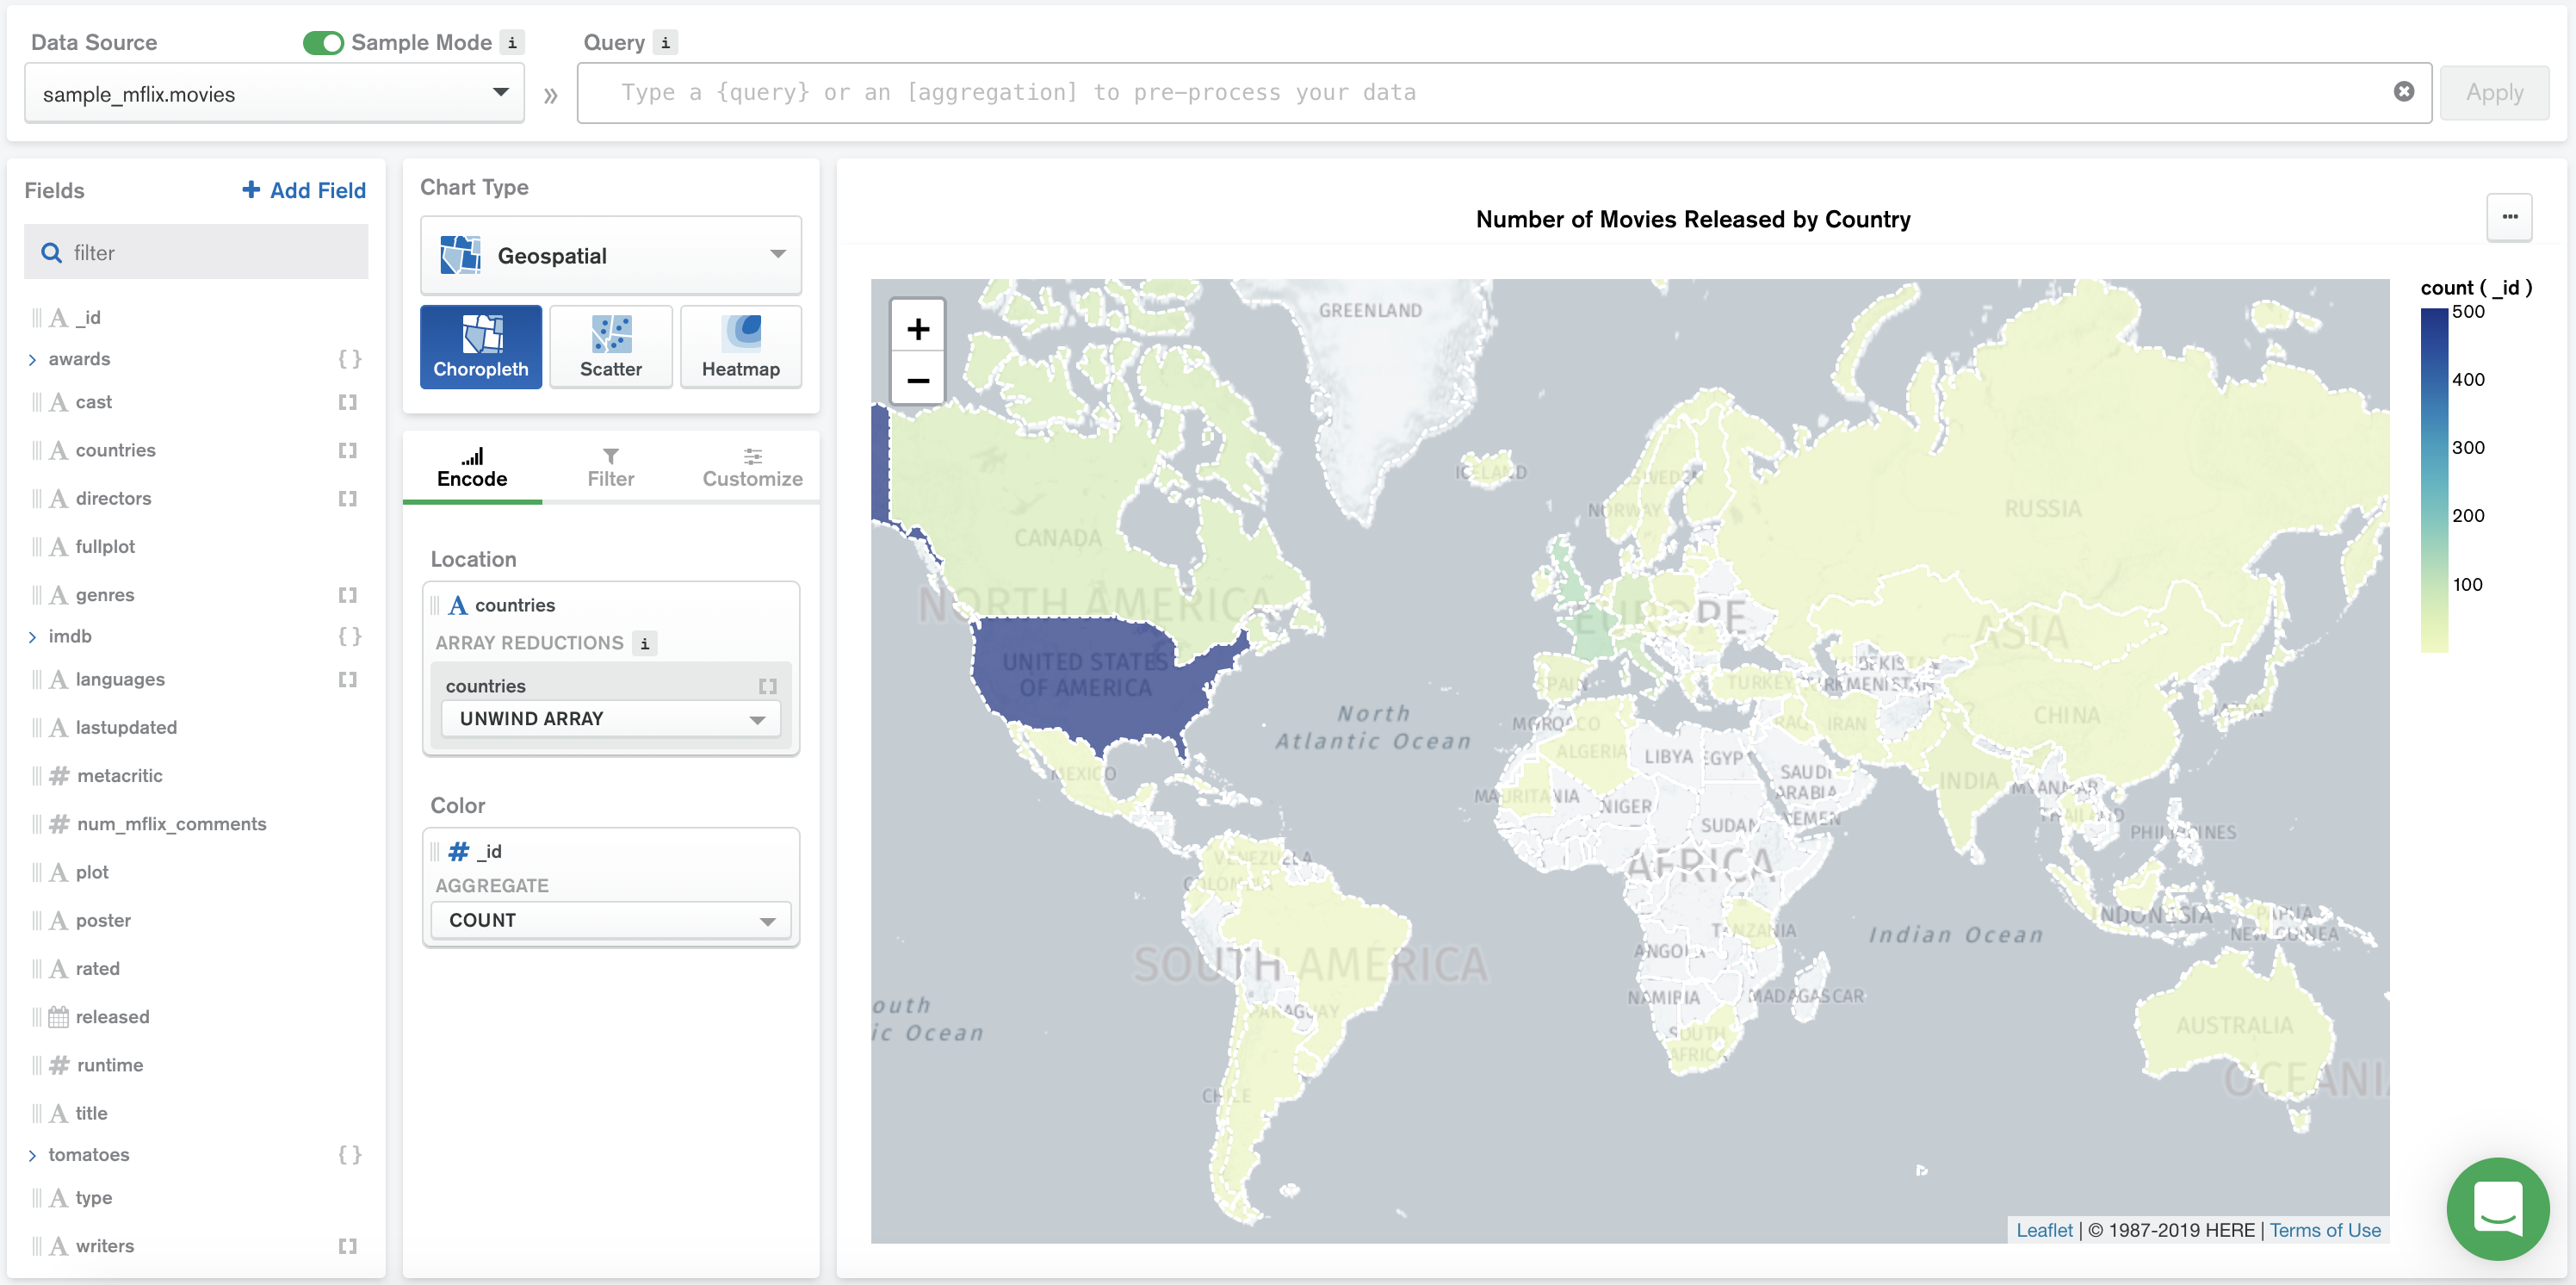 Data Source
Sample Mode i
Query i
sample_mflix.movies
»
Type a {query} or an [aggregation] to pre-process your data
Apply
Fields
+ Add Field
filter
A _id
awards { }
A cast [ ]
A countries [ ]
A directors [ ]
A fullplot
A genres [ ]
imdb { }
A languages [ ]
A lastupdated
# metacritic
# num_mflix_comments
A plot
A poster
A rated
released
# runtime
A title
tomatoes { }
A type
A writers [ ]
Chart Type
Geospatial
Choropleth
Scatter
Heatmap
Encode
Filter
Customize
Location
A countries
ARRAY REDUCTIONS i
countries [ ]
UNWIND ARRAY
Color
# _id
AGGREGATE
COUNT
Number of Movies Released by Country
...
+
−
GREENLAND
ICELAND
SWEDEN
NORWAY
RUSSIA
CANADA
NORTH AMERICA
EUROPE
ASIA
UNITED STATES
OF AMERICA
UZBEKISTAN
SPAIN
TURKEY
TURKMENISTAN
North
Atlantic Ocean
MOROCCO
IRAQ
IRAN
CHINA
JAPAN
ALGERIA
LIBYA
EGYP
MEXICO
SAUDI
ARABIA
INDIA
MYANMAR
MAURITANIA
NIGER
SUDAN
YEMEN
THAILAND
PHILIPPINES
VENEZUELA
COLOMBIA
AFRICA
TANZANIA
INDONESIA
PAPUA
NEW GUINEA
Indian Ocean
ANGOLA
SOUTH AMERICA
NAMIBIA
MADAGASCAR
outh
ic Ocean
PARAGUAY
SOUTH
AFRICA
AUSTRALIA
OCEANIA
CHILE
Leaflet | © 1987-2019 HERE | Terms of Use
count ( _id )
500
400
300
200
100